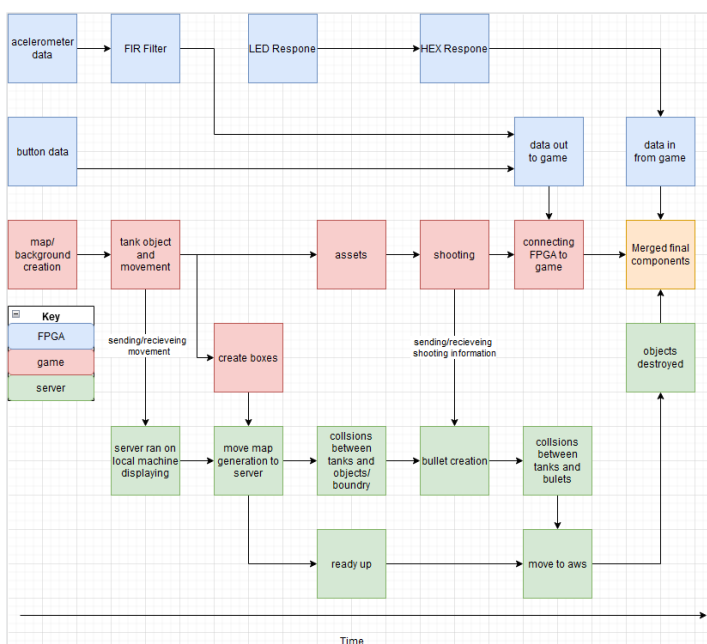 acelerometer
data
FIR Filter
LED Respone
HEX Respone
button data
data out
to game
data in
from game
map/
background
creation
tank object
and
movement
assets
shooting
connecting
FPGA to
game
Merged final
components
Key
FPGA
game
server
sending/recieveing
movement
create boxes
sending/recieveing
shooting information
objects
destroyed
server ran on
local machine
displaying
move map
generation to
server
collsions
between
tanks and
objects/
boundry
bullet creation
collsions
between
tanks and
bulets
ready up
move to aws
Time